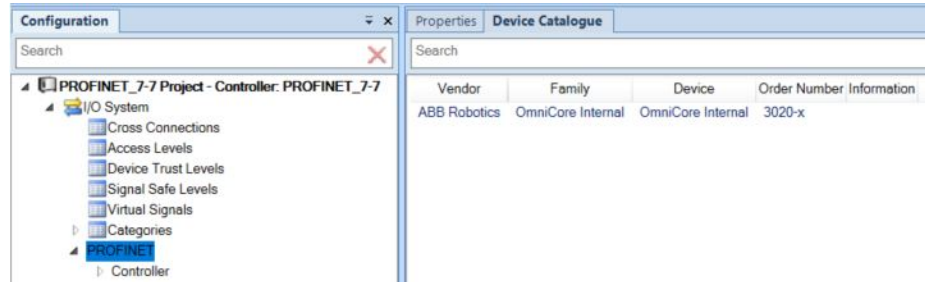 Configuration
Search
PROFINET_7-7 Project - Controller: PROFINET_7-7
I/O System
Cross Connections
Access Levels
Device Trust Levels
Signal Safe Levels
Virtual Signals
Categories
PROFINET
Controller
Properties Device Catalogue
Search
Vendor Family Device Order Number Information
ABB Robotics OmniCore Internal OmniCore Internal 3020-x